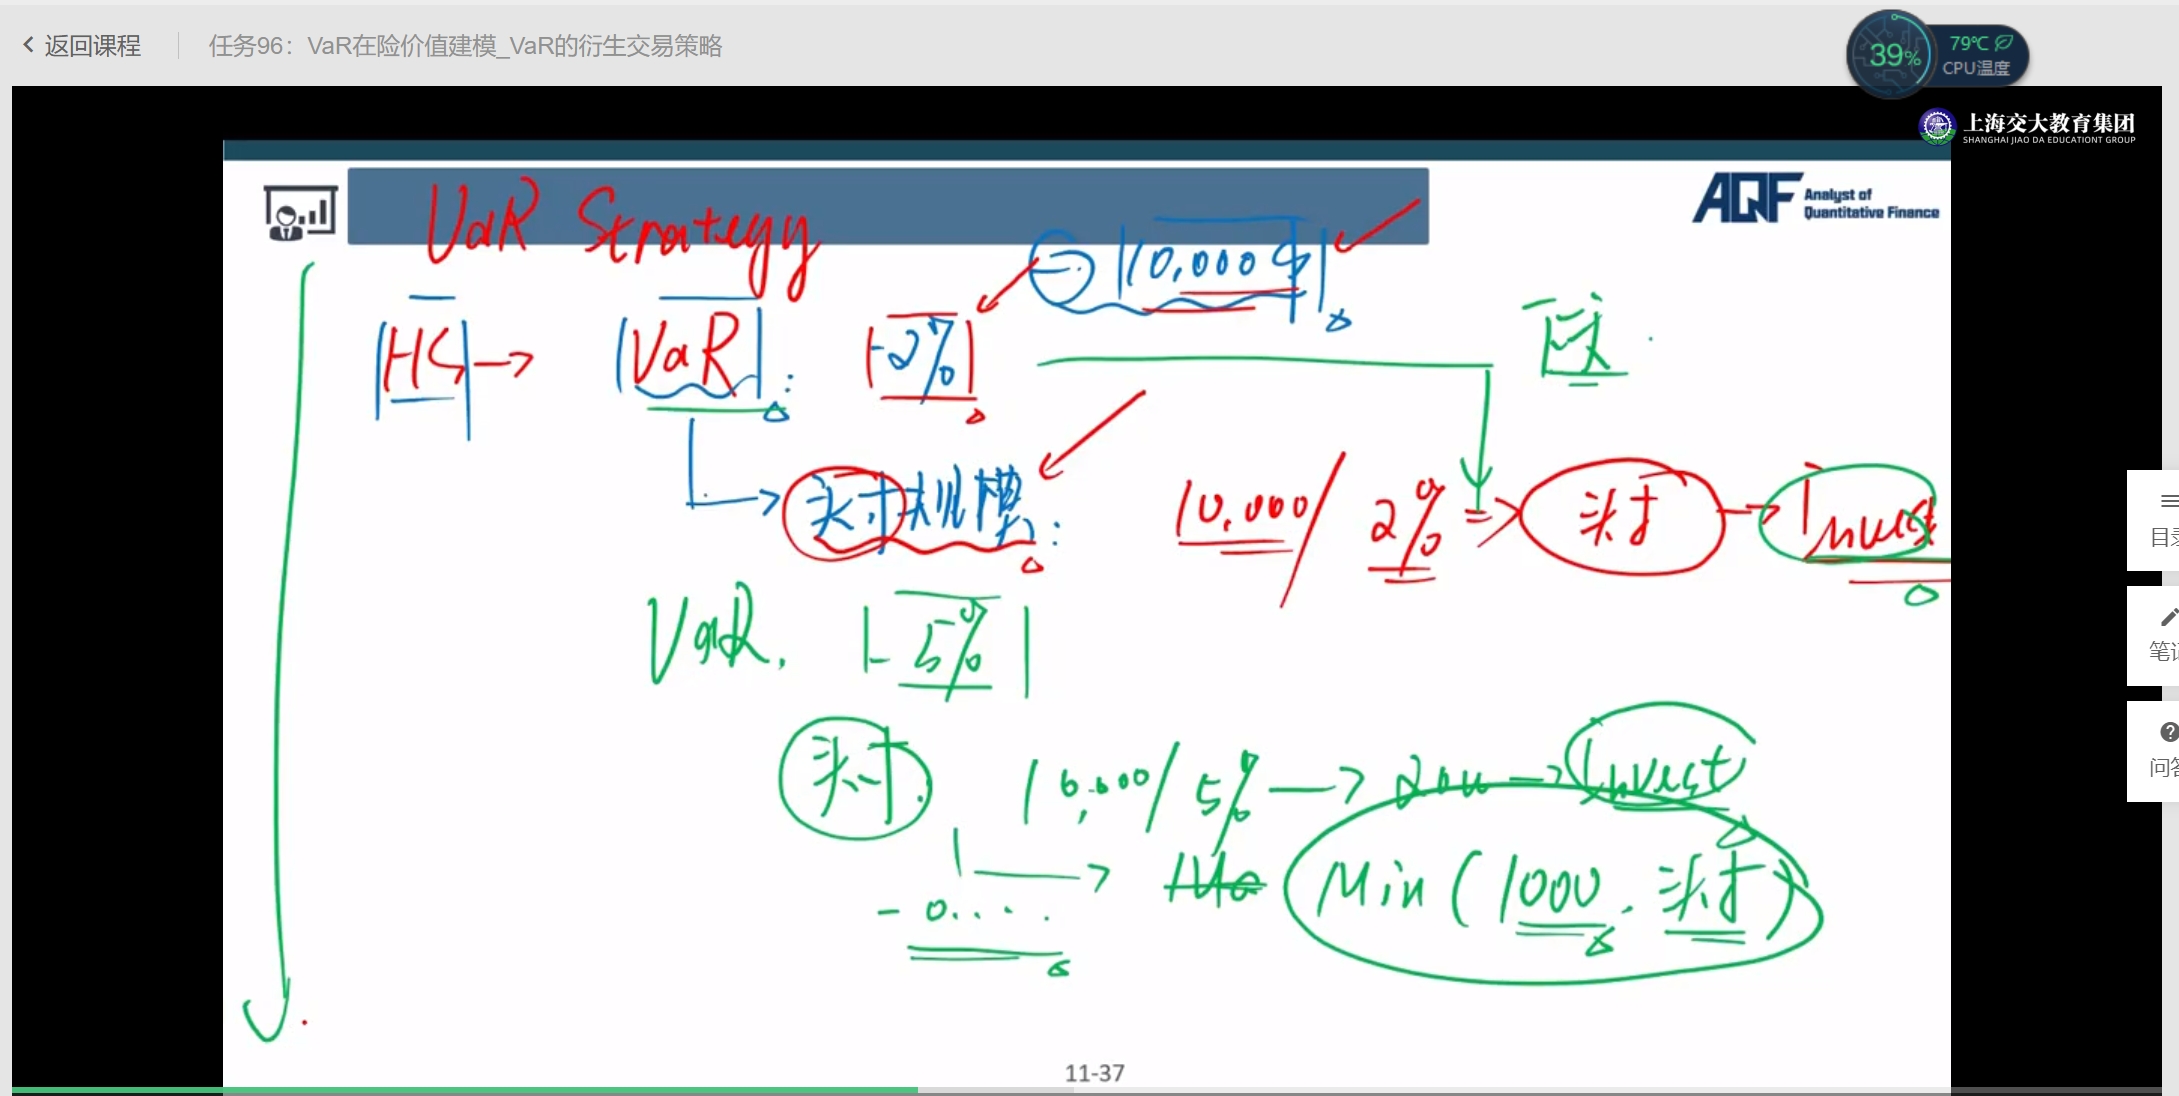 返回课程
任务96：VaR在险价值建模_VaR的衍生交易策略
39%
79℃
CPU温度
上海交大教育集团
SHANGHAI JIAO DA EDUCATIONT GROUP
AQF Analyst of
Quantitative Finance
VaR Strategy
10,000
HS → VaR : -2%
头寸规模: 10,000/2% => 头寸 → Invest
VaR. -5%
头寸. 10,000/5% → → Invest
- 0....
Min(1000. 头寸)
11-37
目录
笔记
问答